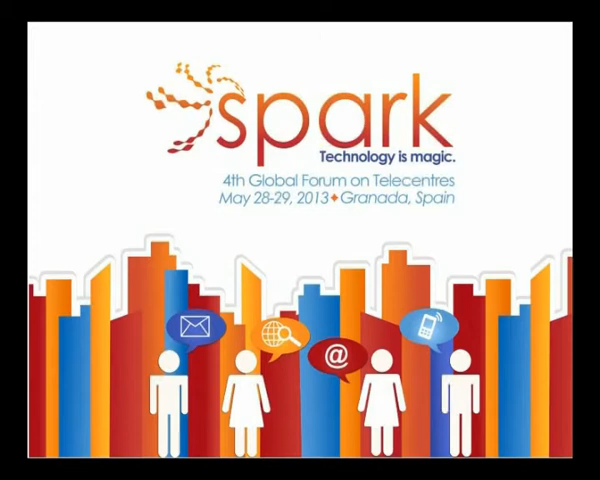 spark
Technology is magic.
4th Global Forum on Telecentres
May 28-29, 2013♦Granada, Spain
@